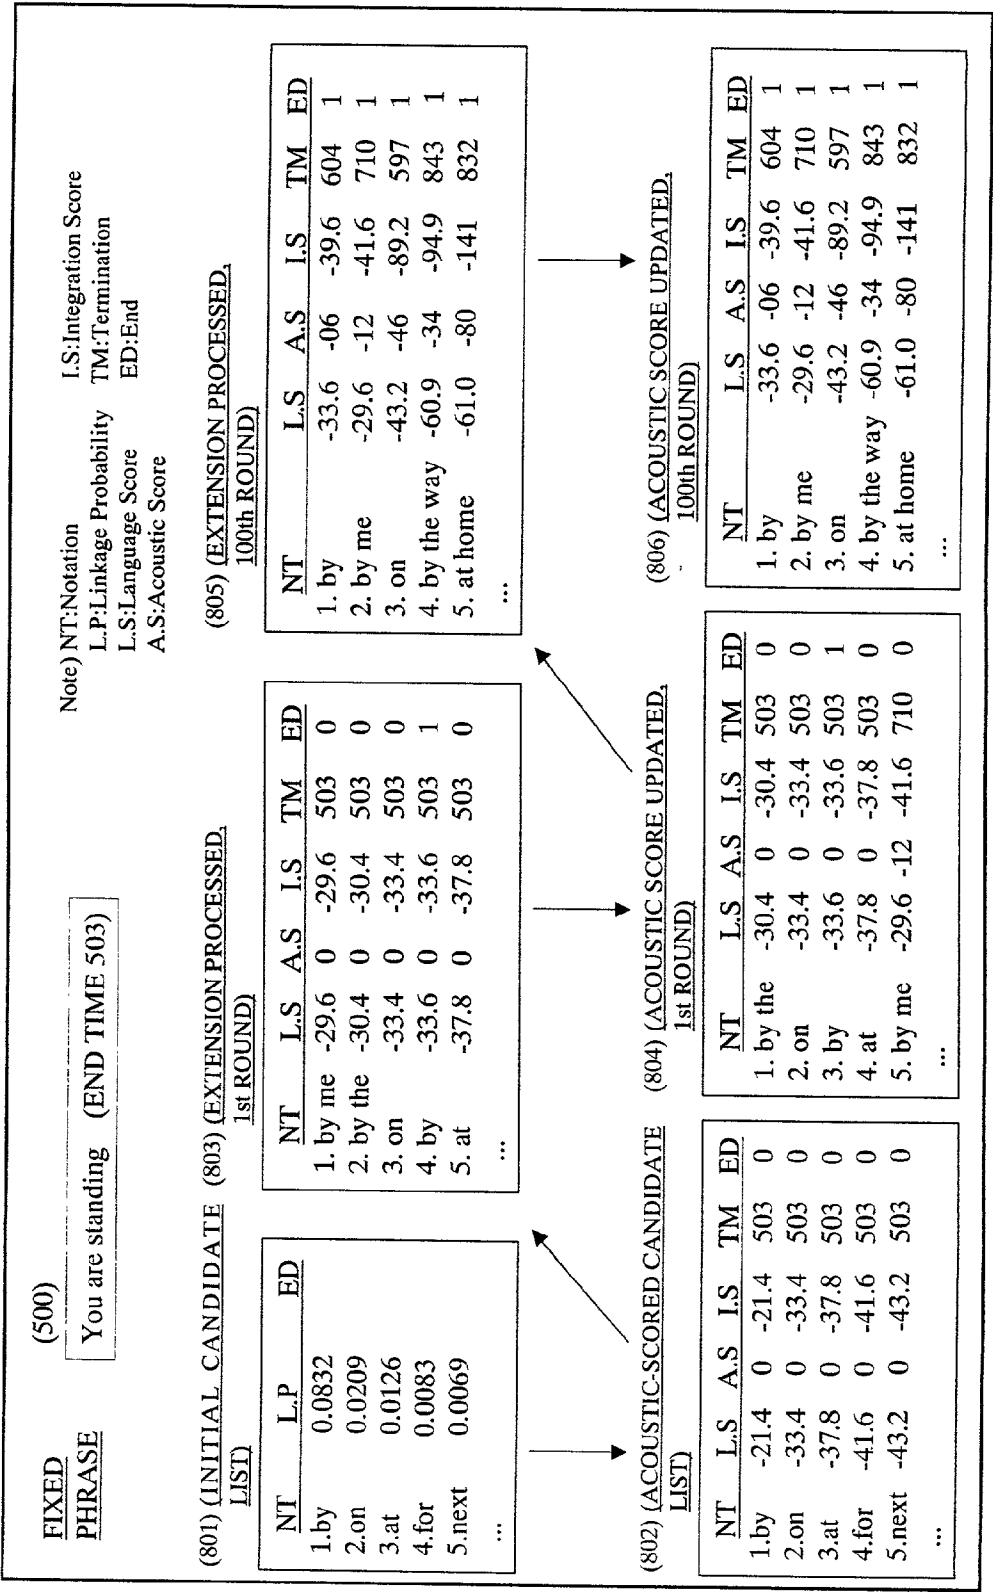 FIXED (500)
PHRASE You are standing (END TIME 503)
Note) NT:Notation I.S:Integration Score
L.P:Linkage Probability TM:Termination
L.S:Language Score ED:End
A.S:Acoustic Score
(801) (INITIAL CANDIDATE
LIST)
NT L.P ED
1.by 0.0832
2.on 0.0209
3.at 0.0126
4.for 0.0083
5.next 0.0069
...
(803) (EXTENSION PROCESSED,
1st ROUND)
NT L.S A.S I.S TM ED
1. by me -29.6 0 -29.6 503 0
2. by the -30.4 0 -30.4 503 0
3. on -33.4 0 -33.4 503 0
4. by -33.6 0 -33.6 503 1
5. at -37.8 0 -37.8 503 0
...
(805) (EXTENSION PROCESSED,
100th ROUND)
NT L.S A.S I.S TM ED
1. by -33.6 -06 -39.6 604 1
2. by me -29.6 -12 -41.6 710 1
3. on -43.2 -46 -89.2 597 1
4. by the way -60.9 -34 -94.9 843 1
5. at home -61.0 -80 -141 832 1
...
(802) (ACOUSTIC-SCORED CANDIDATE
LIST)
NT L.S A.S I.S TM ED
1.by -21.4 0 -21.4 503 0
2.on -33.4 0 -33.4 503 0
3.at -37.8 0 -37.8 503 0
4.for -41.6 0 -41.6 503 0
5.next -43.2 0 -43.2 503 0
...
(804) (ACOUSTIC SCORE UPDATED,
1st ROUND)
NT L.S A.S I.S TM ED
1. by the -30.4 0 -30.4 503 0
2. on -33.4 0 -33.4 503 0
3. by -33.6 0 -33.6 503 1
4. at -37.8 0 -37.8 503 0
5. by me -29.6 -12 -41.6 710 0
...
(806) (ACOUSTIC SCORE UPDATED,
100th ROUND)
NT L.S A.S I.S TM ED
1. by -33.6 -06 -39.6 604 1
2. by me -29.6 -12 -41.6 710 1
3. on -43.2 -46 -89.2 597 1
4. by the way -60.9 -34 -94.9 843 1
5. at home -61.0 -80 -141 832 1
...